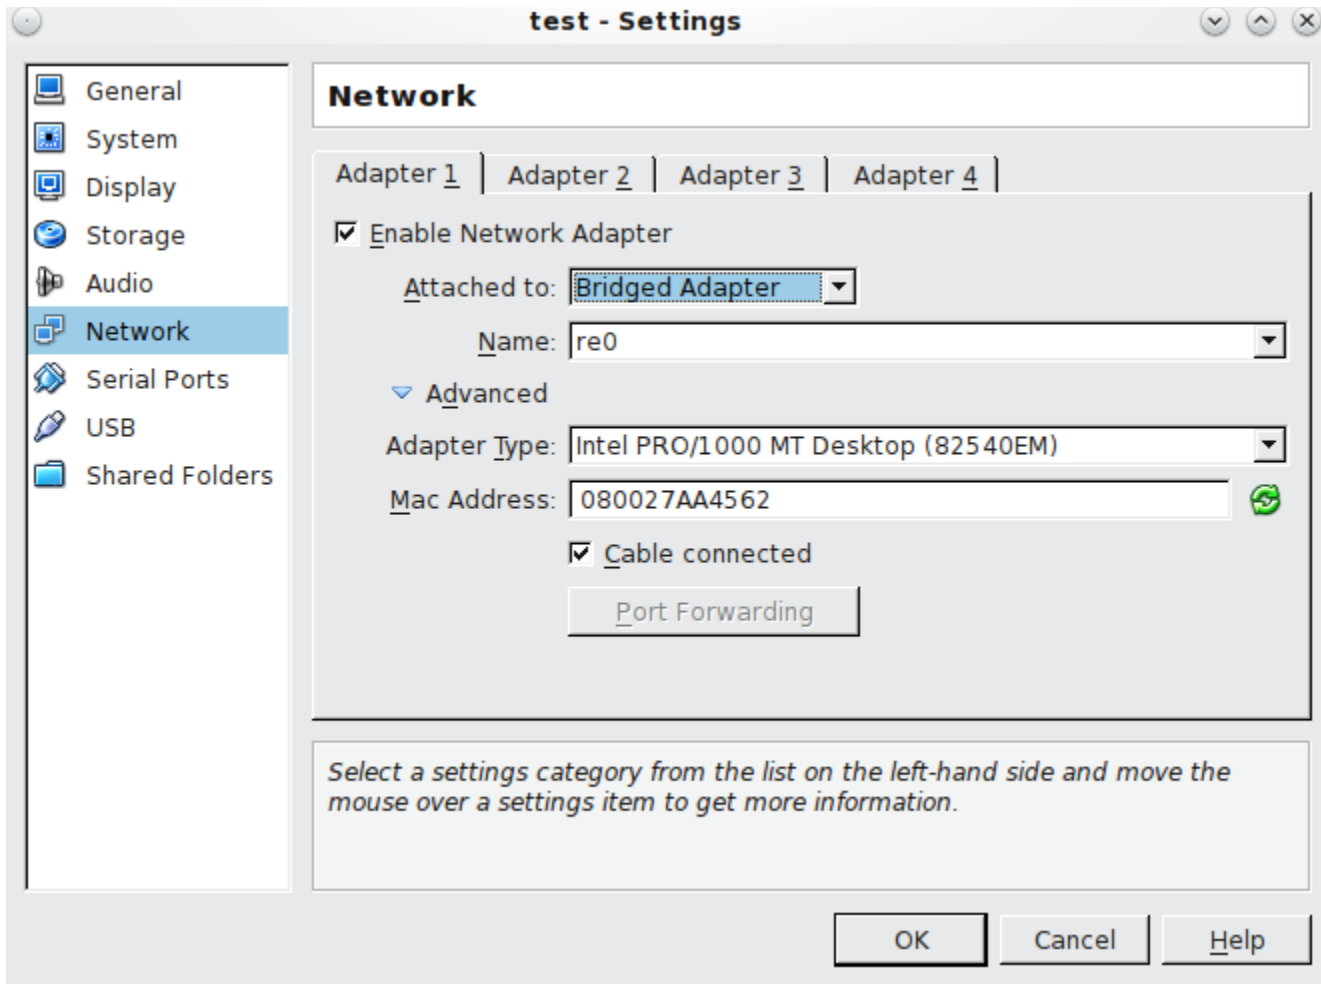 test - Settings
General
System
Display
Storage
Audio
Network
Serial Ports
USB
Shared Folders
Network
Adapter 1
Adapter 2
Adapter 3
Adapter 4
Enable Network Adapter
Attached to: Bridged Adapter
Name: re0
Advanced
Adapter Type: Intel PRO/1000 MT Desktop (82540EM)
Mac Address: 080027AA4562
Cable connected
Port Forwarding
Select a settings category from the list on the left-hand side and move the
mouse over a settings item to get more information.
OK
Cancel
Help